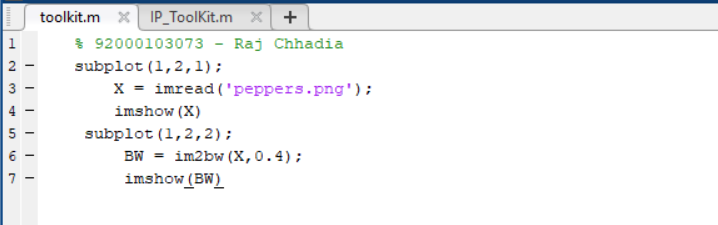 toolkit.m IP_ToolKit.m
1 % 92000103073 - Raj Chhadia
2 - subplot(1,2,1);
3 - X = imread('peppers.png');
4 - imshow(X)
5 - subplot(1,2,2);
6 - BW = im2bw(X,0.4);
7 - imshow(BW)